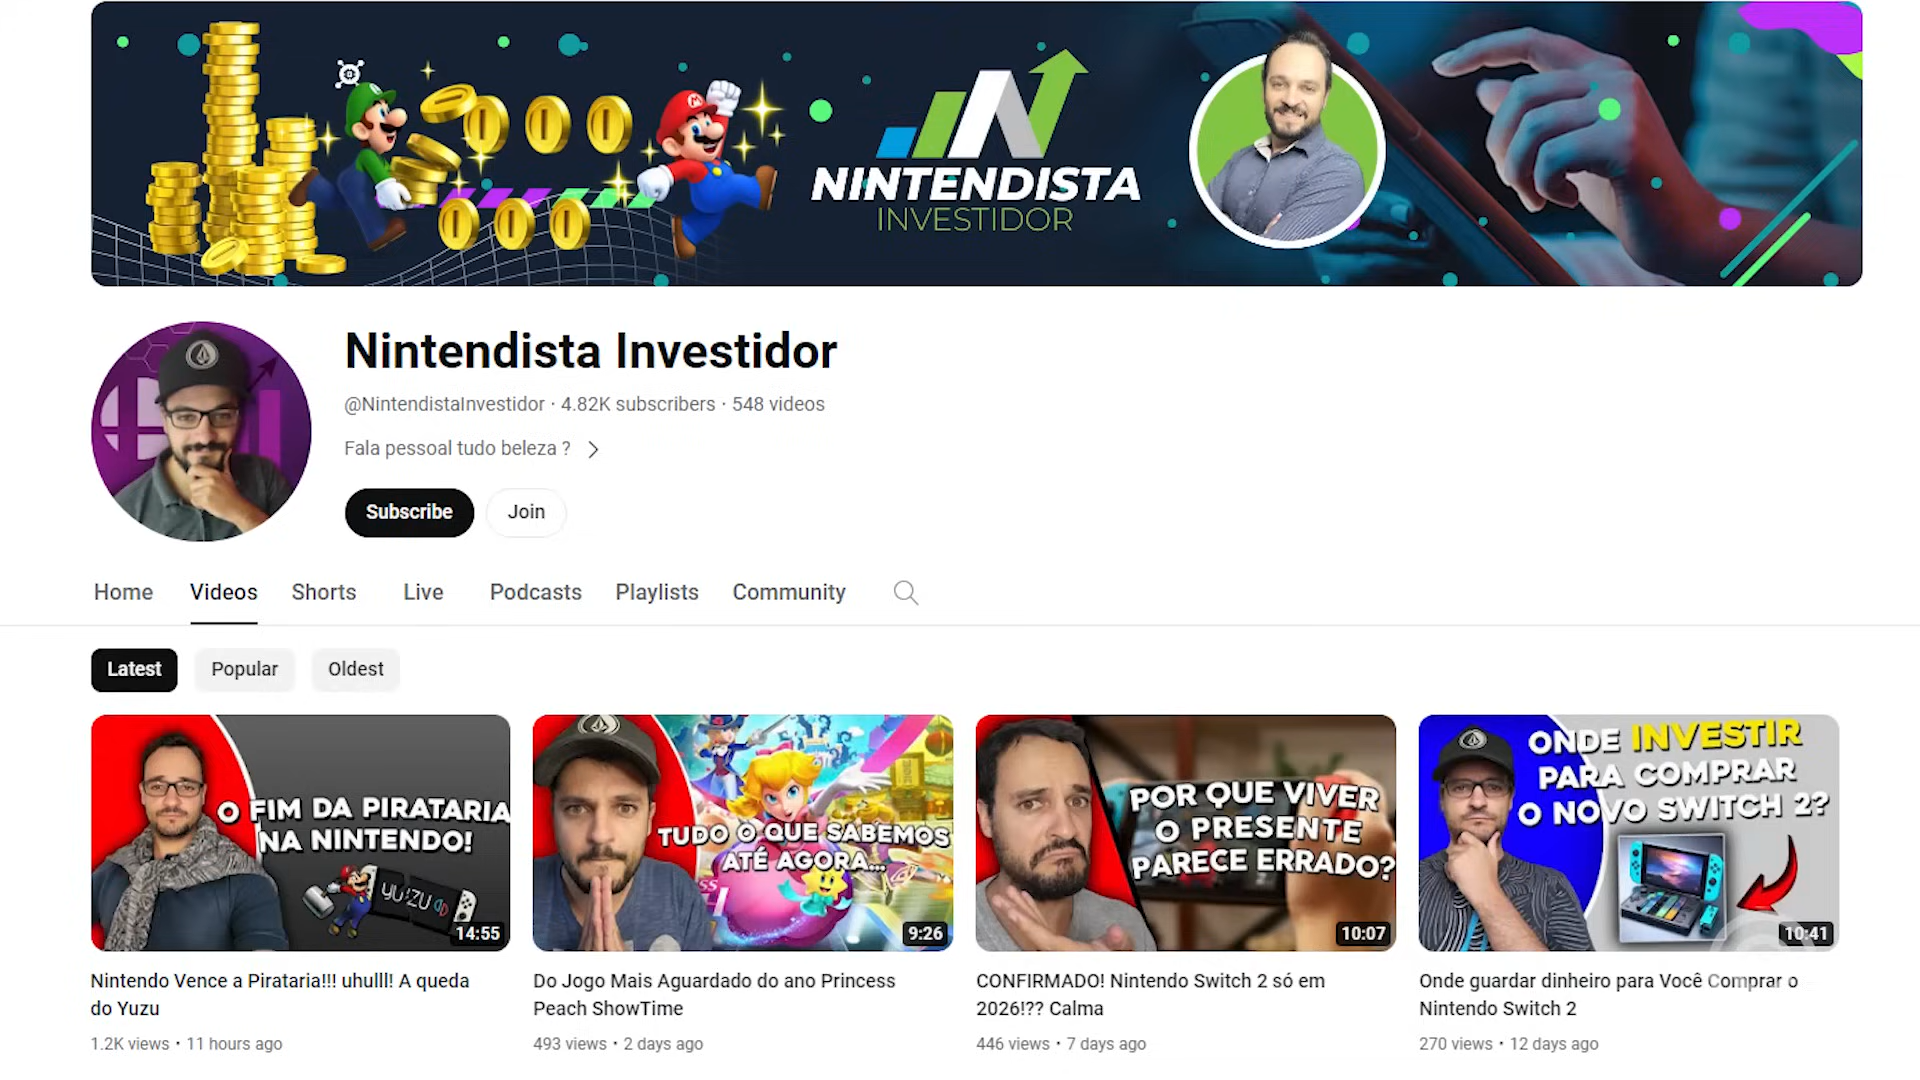 NINTENDISTA
INVESTIDOR
Nintendista Investidor
@NintendistaInvestidor · 4.82K subscribers · 548 videos
Fala pessoal tudo beleza ?
Subscribe
Join
Home Videos Shorts Live Podcasts Playlists Community
Latest Popular Oldest
O FIM DA PIRATARIA
NA NINTENDO!
YUZU
14:55
TUDO O QUE SABEMOS
ATÉ AGORA...
9:26
POR QUE VIVER
O PRESENTE
PARECE ERRADO?
10:07
ONDE INVESTIR
PARA COMPRAR
O NOVO SWITCH 2?
10:41
Nintendo Vence a Pirataria!!! uhulll! A queda
do Yuzu
1.2K views • 11 hours ago
Do Jogo Mais Aguardado do ano Princess
Peach ShowTime
493 views • 2 days ago
CONFIRMADO! Nintendo Switch 2 só em
2026!?? Calma
446 views • 7 days ago
Onde guardar dinheiro para Você Comprar o
Nintendo Switch 2
270 views • 12 days ago